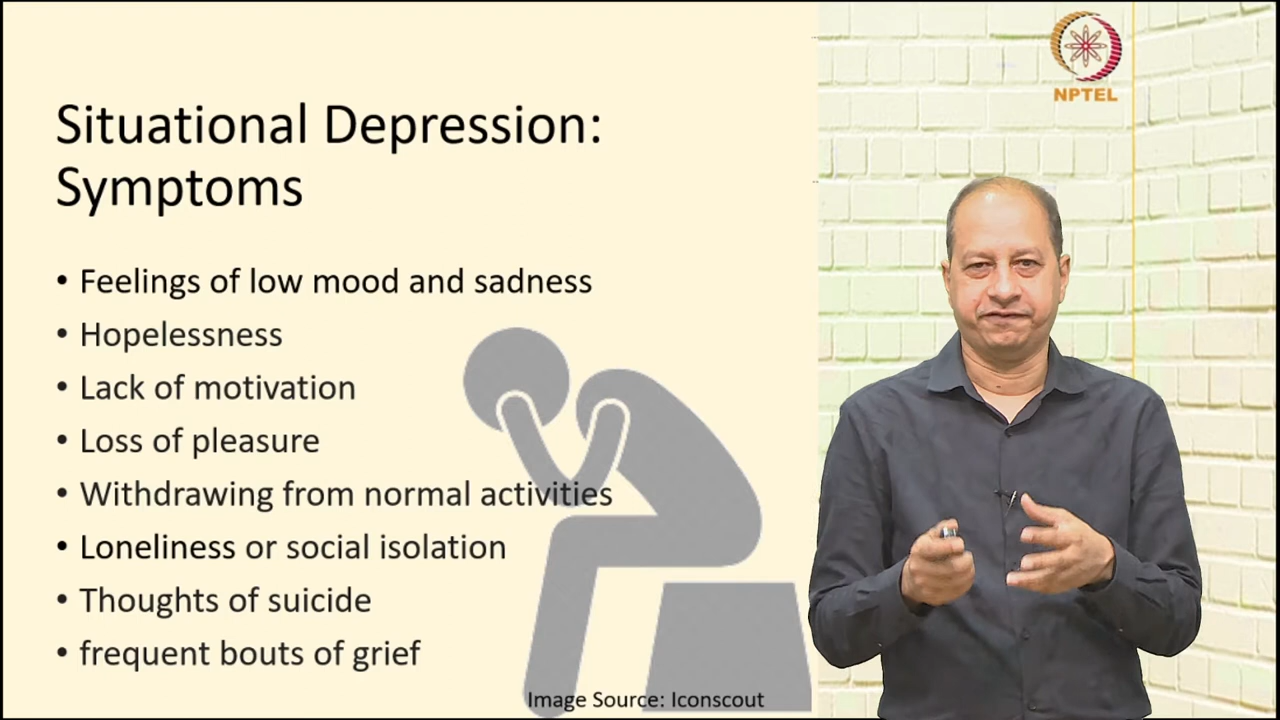 NPTEL
Situational Depression:
Symptoms
• Feelings of low mood and sadness
• Hopelessness
• Lack of motivation
• Loss of pleasure
• Withdrawing from normal activities
• Loneliness or social isolation
• Thoughts of suicide
• frequent bouts of grief
Image Source: Iconscout